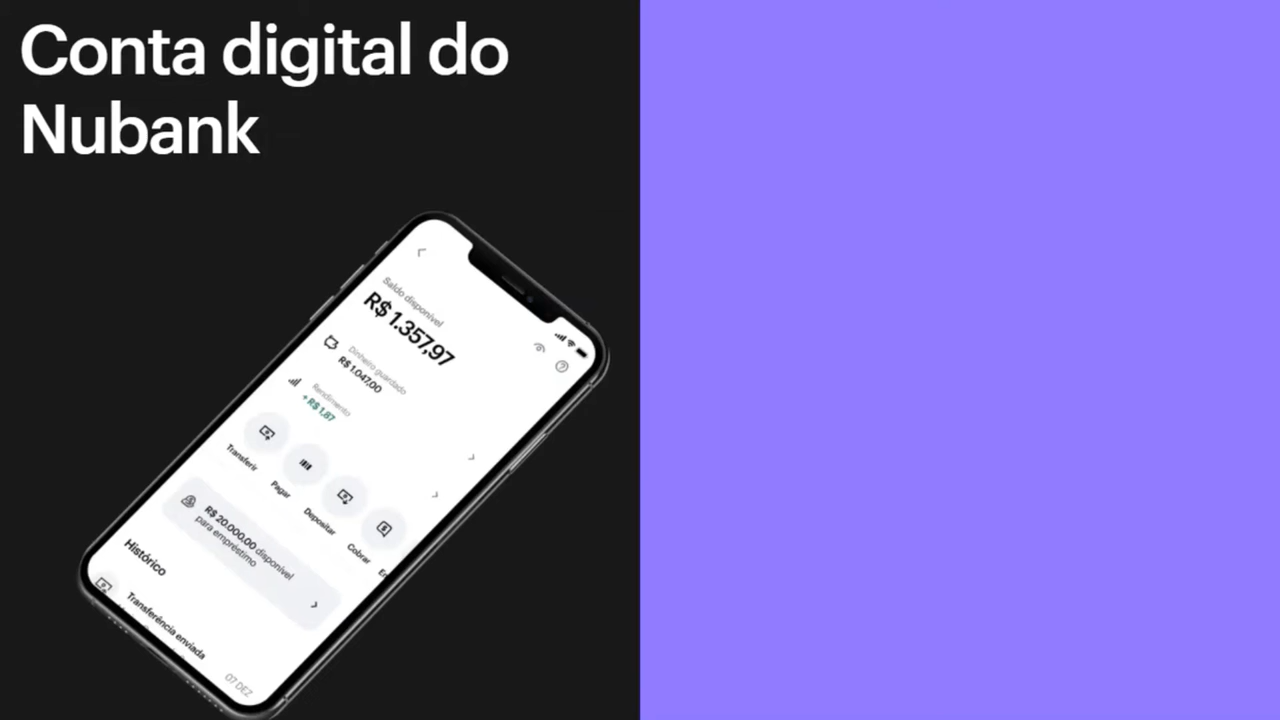 Conta digital do
Nubank
Saldo disponível
R$ 1.357,97
Dinheiro guardado
R$ 1.047,00
Rendimento
+ R$ 1,87
Transferir
Pagar
Depositar
Cobrar
R$ 20.000,00 disponível
para empréstimo
Histórico
Transferência enviada
07 DEZ